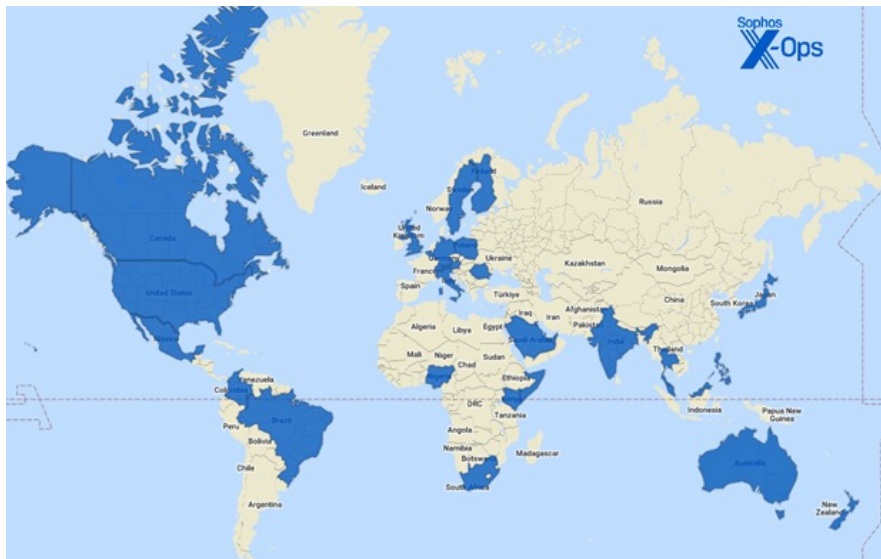 Sophos
X-Ops
Greenland
Iceland
Finland
Sweden
Norway
Russia
Canada
United
Kingdom
Poland
Germany
Ukraine
France
Kazakhstan
Mongolia
United States
Spain
Türkiye
China
South Korea
Japan
Afghanistan
Iraq
Iran
Pakistan
Algeria
Libya
Egypt
Saudi Arabia
India
Mexico
Mali
Niger
Chad
Sudan
Thailand
Nigeria
Ethiopia
Venezuela
Colombia
Kenya
Indonesia
Papua New
Guinea
DRC
Tanzania
Brazil
Peru
Angola
Bolivia
Namibia
Botswana
Madagascar
Australia
Chile
South Africa
Argentina
New
Zealand